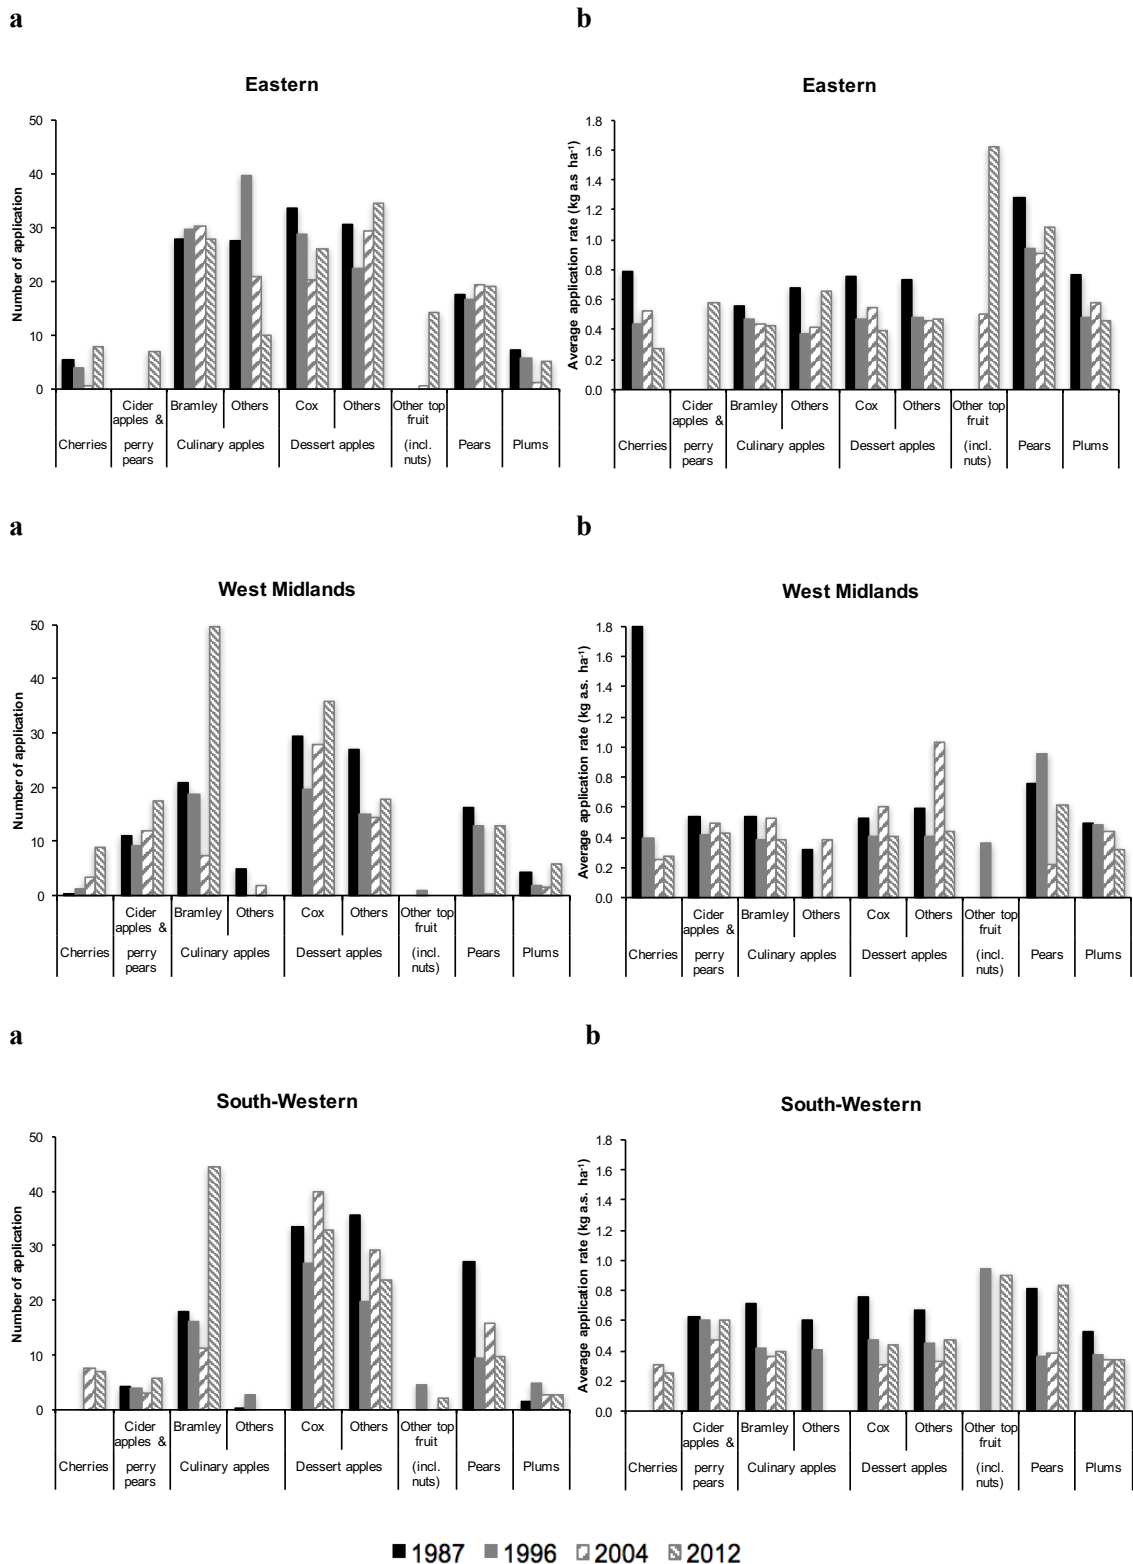 a
b
Eastern
Eastern
Number of application
50
40
30
20
10
0
Cherries
Cider apples & perry pears
Bramley
Others
Culinary apples
Cox
Others
Dessert apples
Other top fruit (incl. nuts)
Pears
Plums
Average application rate (kg a.s ha-1)
1.8
1.6
1.4
1.2
1.0
0.8
0.6
0.4
0.2
0.0
Cherries
Cider apples & perry pears
Bramley
Others
Culinary apples
Cox
Others
Dessert apples
Other top fruit (incl. nuts)
Pears
Plums
a
b
West Midlands
West Midlands
Number of application
50
40
30
20
10
0
Cherries
Cider apples & perry pears
Bramley
Others
Culinary apples
Cox
Others
Dessert apples
Other top fruit (incl. nuts)
Pears
Plums
Average application rate (kg a.s. ha-1)
1.8
1.6
1.4
1.2
1.0
0.8
0.6
0.4
0.2
0.0
Cherries
Cider apples & perry pears
Bramley
Others
Culinary apples
Cox
Others
Dessert apples
Other top fruit (incl. nuts)
Pears
Plums
a
b
South-Western
South-Western
Number of application
50
40
30
20
10
0
Cherries
Cider apples & perry pears
Bramley
Others
Culinary apples
Cox
Others
Dessert apples
Other top fruit (incl. nuts)
Pears
Plums
Average application rate (kg a.s. ha-1)
1.8
1.6
1.4
1.2
1.0
0.8
0.6
0.4
0.2
0.0
Cherries
Cider apples & perry pears
Bramley
Others
Culinary apples
Cox
Others
Dessert apples
Other top fruit (incl. nuts)
Pears
Plums
1987 1996 2004 2012